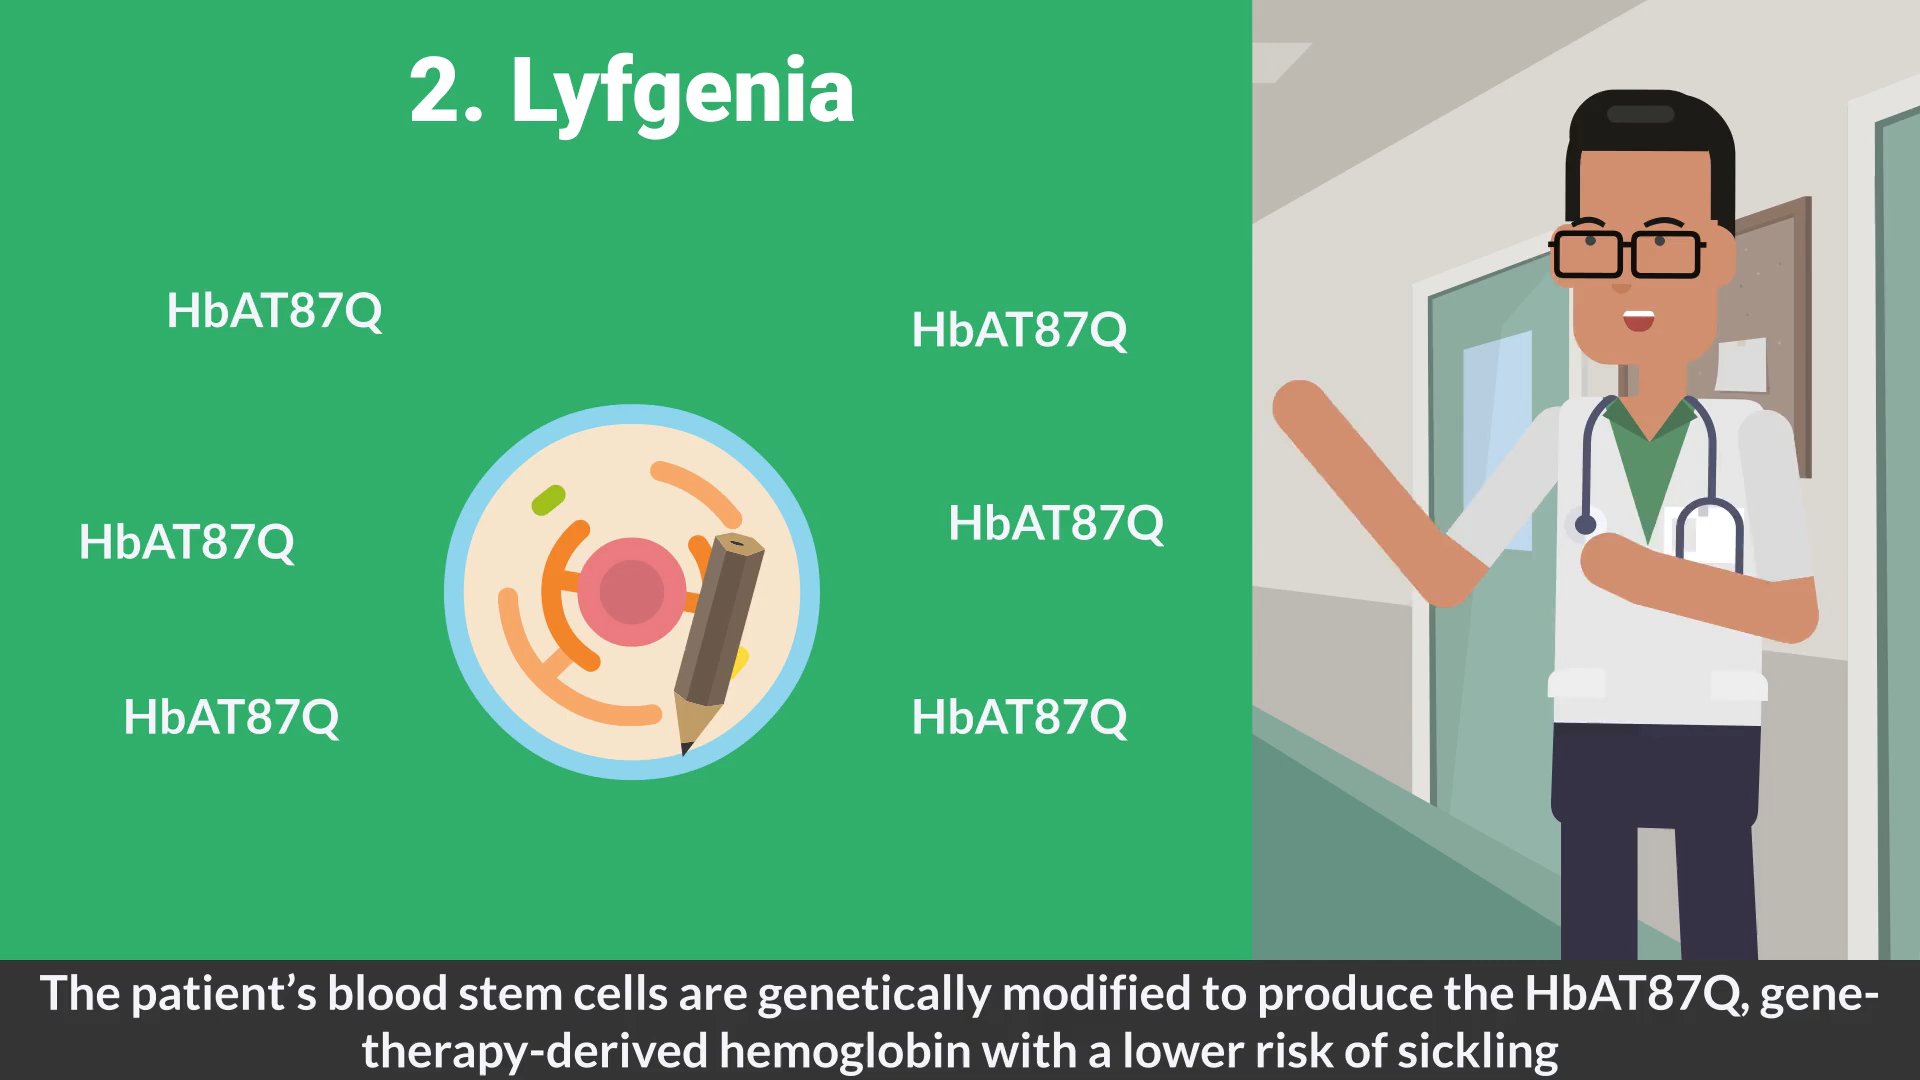 2. Lyfgenia
HbAT87Q
HbAT87Q
HbAT87Q
HbAT87Q
HbAT87Q
HbAT87Q
The patient’s blood stem cells are genetically modified to produce the HbAT87Q, gene-
therapy-derived hemoglobin with a lower risk of sickling